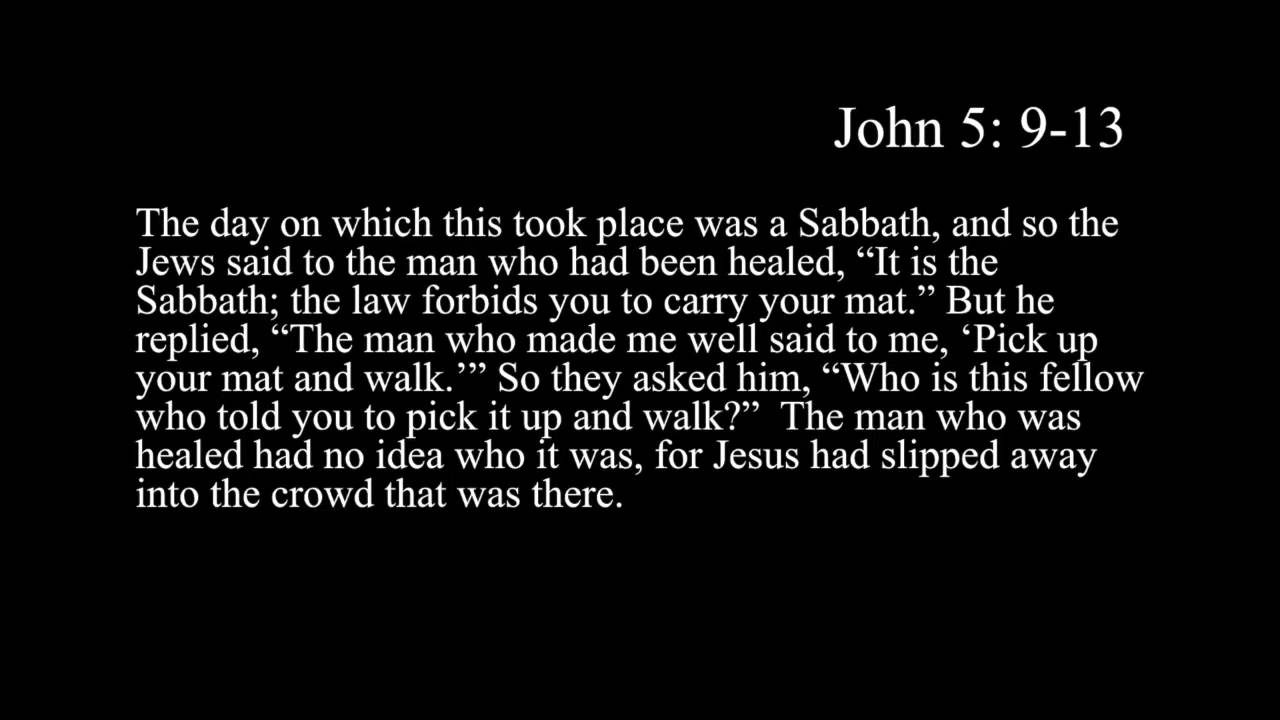 John 5: 9-13
The day on which this took place was a Sabbath, and so the
Jews said to the man who had been healed, “It is the
Sabbath; the law forbids you to carry your mat.” But he
replied, “The man who made me well said to me, ‘Pick up
your mat and walk.’” So they asked him, “Who is this fellow
who told you to pick it up and walk?”  The man who was
healed had no idea who it was, for Jesus had slipped away
into the crowd that was there.